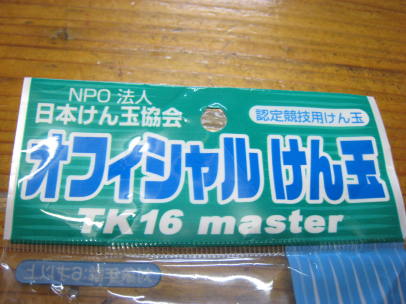 NPO 法人
日本けん玉協会
認定競技用けん玉
オフィシャル けん玉
TK16 master